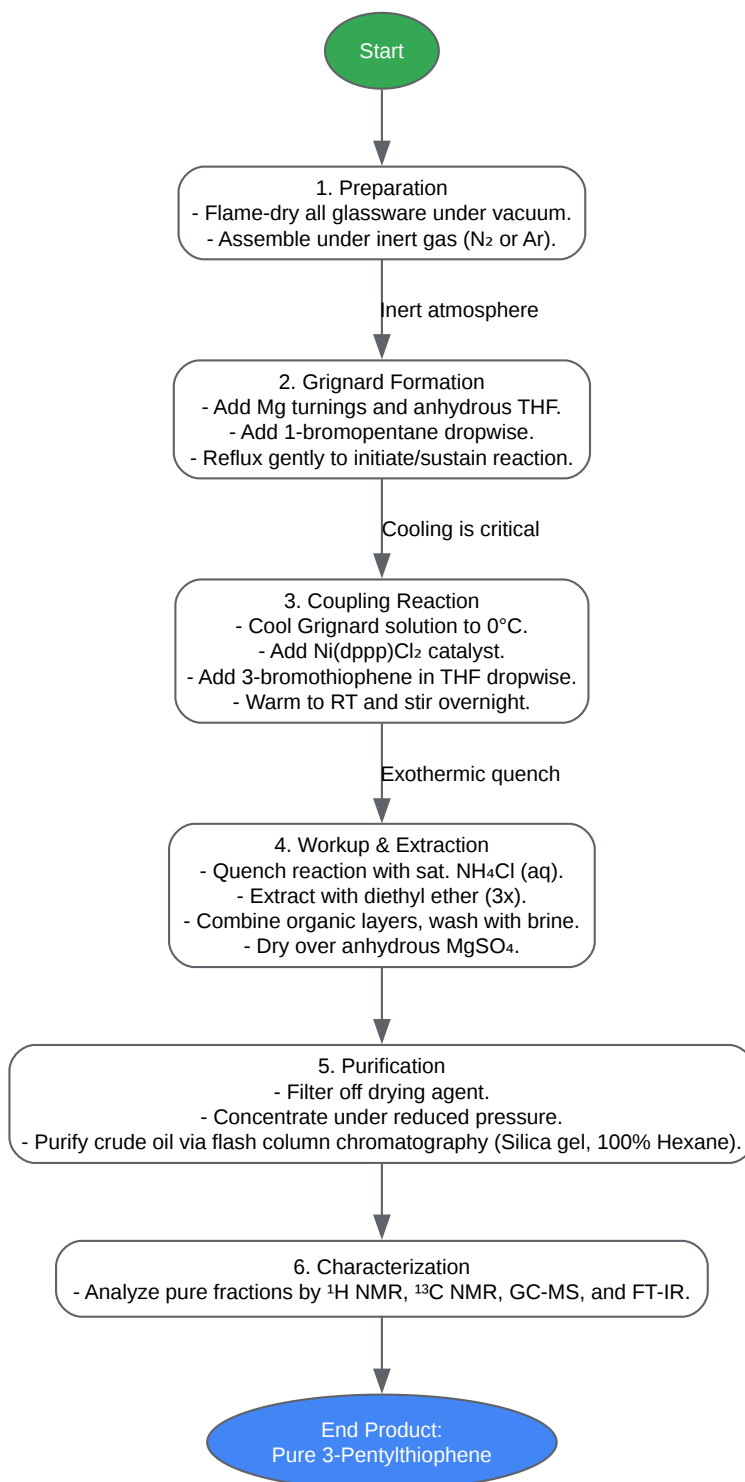 Start
1. Preparation
- Flame-dry all glassware under vacuum.
- Assemble under inert gas (N₂ or Ar).
Inert atmosphere
2. Grignard Formation
- Add Mg turnings and anhydrous THF.
- Add 1-bromopentane dropwise.
- Reflux gently to initiate/sustain reaction.
Cooling is critical
3. Coupling Reaction
- Cool Grignard solution to 0°C.
- Add Ni(dppp)Cl₂ catalyst.
- Add 3-bromothiophene in THF dropwise.
- Warm to RT and stir overnight.
Exothermic quench
4. Workup & Extraction
- Quench reaction with sat. NH₄Cl (aq).
- Extract with diethyl ether (3x).
- Combine organic layers, wash with brine.
- Dry over anhydrous MgSO₄.
5. Purification
- Filter off drying agent.
- Concentrate under reduced pressure.
- Purify crude oil via flash column chromatography (Silica gel, 100% Hexane).
6. Characterization
- Analyze pure fractions by ¹H NMR, ¹³C NMR, GC-MS, and FT-IR.
End Product:
Pure 3-Pentylthiophene